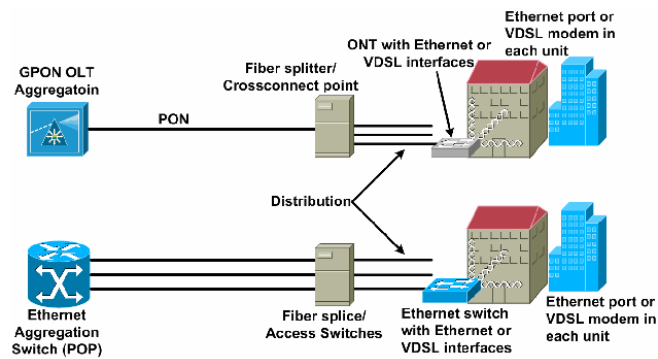 GPON OLT
Aggregatoin
PON
Fiber splitter/
Crossconnect point
ONT with Ethernet or
VDSL interfaces
Ethernet port or
VDSL modem in
each unit
Distribution
Ethernet
Aggregation
Switch (POP)
Fiber splice/
Access Switches
Ethernet switch
with Ethernet or
VDSL interfaces
Ethernet port or
VDSL modem in
each unit